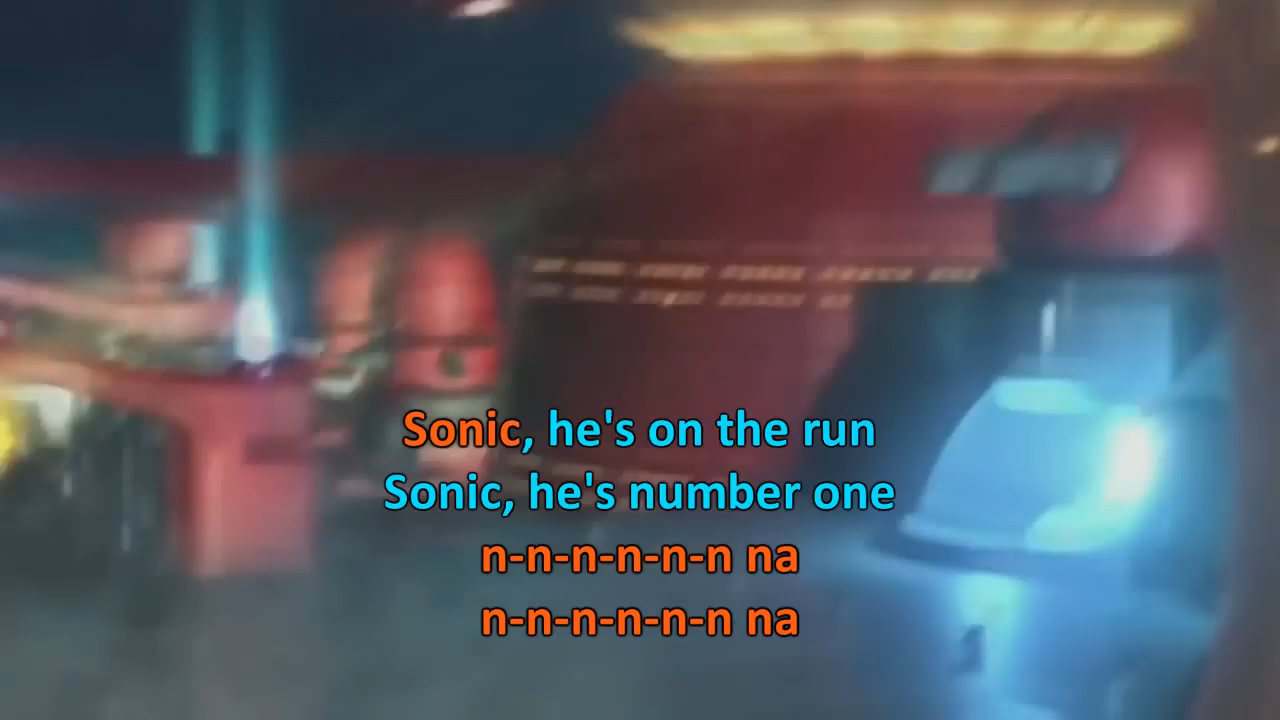 Sonic, he's on the run
Sonic, he's number one
n-n-n-n-n-n na
n-n-n-n-n-n na